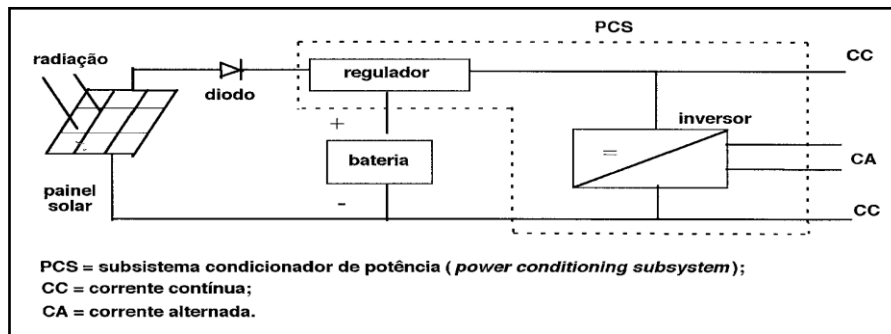 PCS
radiação
CC
regulador
diodo
inversor
+
=
bateria
CA
painel
solar
-
CC
PCS = subsistema condicionador de potência ( power conditioning subsystem );
CC = corrente contínua;
CA = corrente alternada.